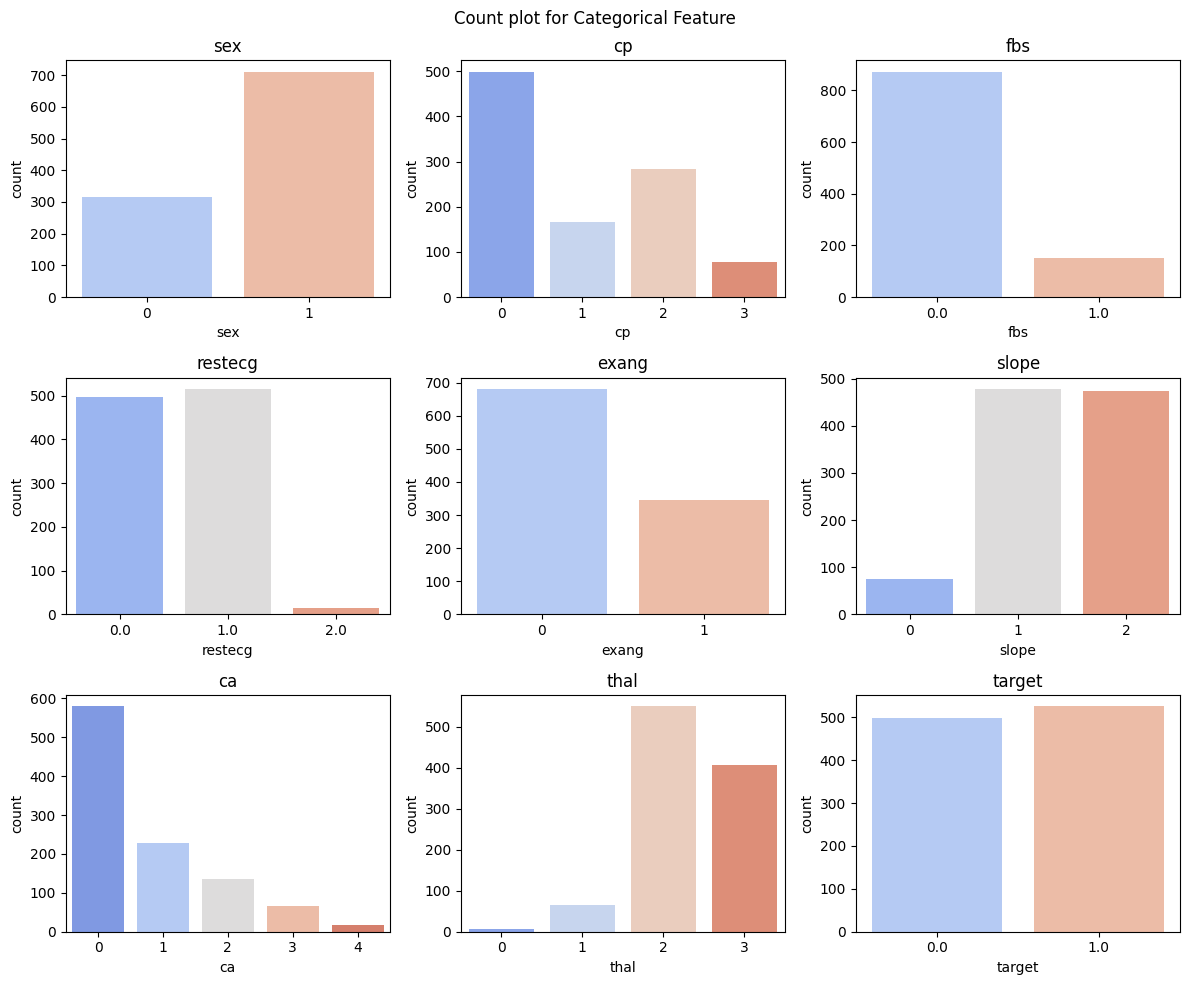 Count plot for Categorical Feature
sex
700
600
500
400
300
200
100
0
count
0 1
sex
cp
500
400
300
200
100
0
count
0 1 2 3
cp
fbs
800
600
400
200
0
count
0.0 1.0
fbs
restecg
500
400
300
200
100
0
count
0.0 1.0 2.0
restecg
exang
700
600
500
400
300
200
100
0
count
0 1
exang
slope
500
400
300
200
100
0
count
0 1 2
slope
ca
600
500
400
300
200
100
0
count
0 1 2 3 4
ca
thal
500
400
300
200
100
0
count
0 1 2 3
thal
target
500
400
300
200
100
0
count
0.0 1.0
target